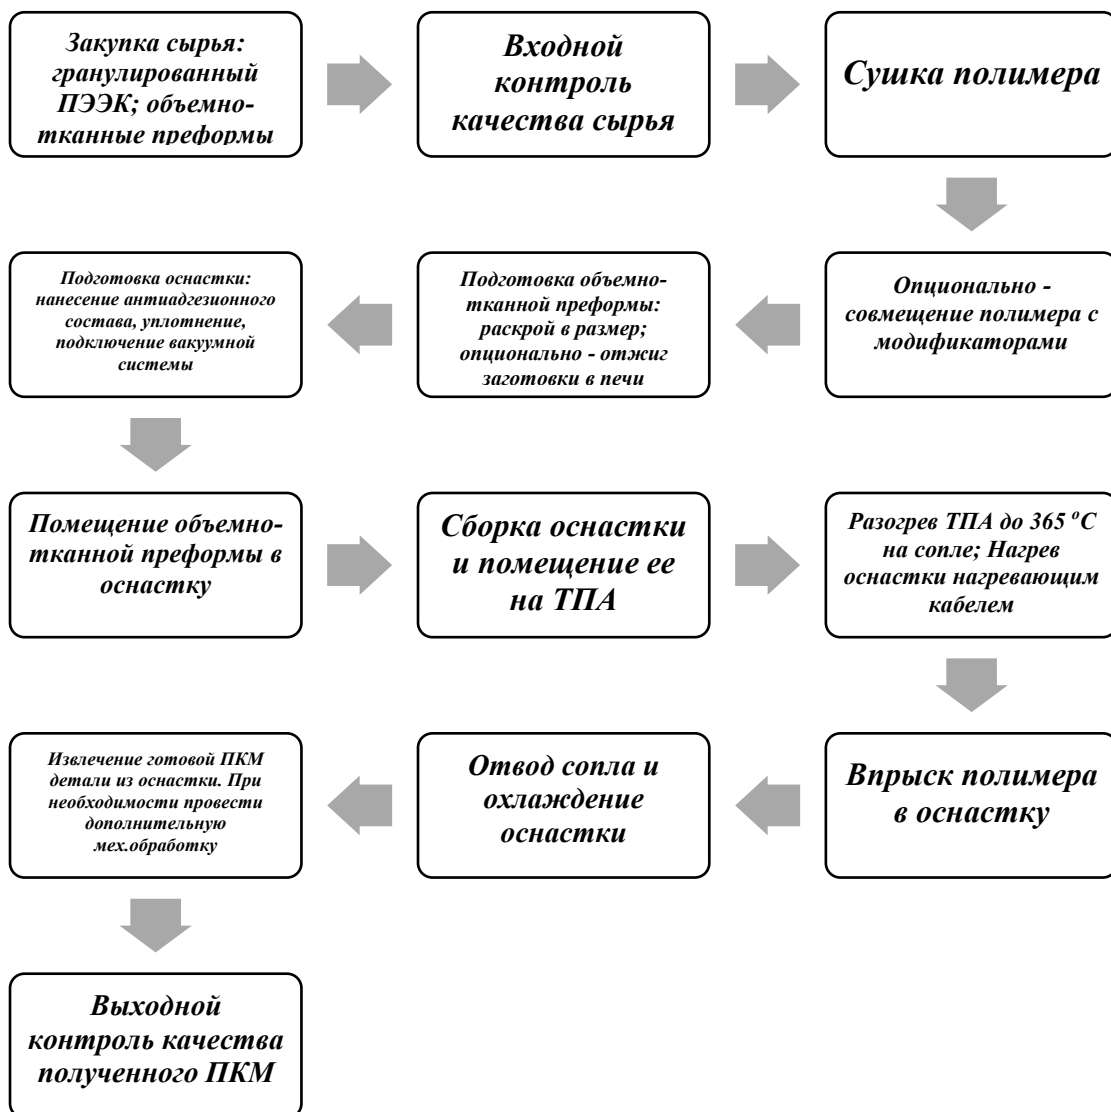 Закупка сырья:
гранулированный
ПЭЭК; объемно-
тканные преформы
Входной
контроль
качества сырья
Сушка полимера
Опционально -
совмещение полимера с
модификаторами
Подготовка объемно-
тканной преформы:
раскрой в размер;
опционально - отжиг
заготовки в печи
Подготовка оснастки:
нанесение антиадгезионного
состава, уплотнение,
подключение вакуумной
системы
Помещение объемно-
тканной преформы в
оснастку
Сборка оснастки
и помещение ее
на ТПА
Разогрев ТПА до 365 °С
на сопле; Нагрев
оснастки нагревающим
кабелем
Впрыск полимера
в оснастку
Отвод сопла и
охлаждение
оснастки
Извлечение готовой ПКМ
детали из оснастки. При
необходимости провести
дополнительную
мех.обработку
Выходной
контроль качества
полученного ПКМ